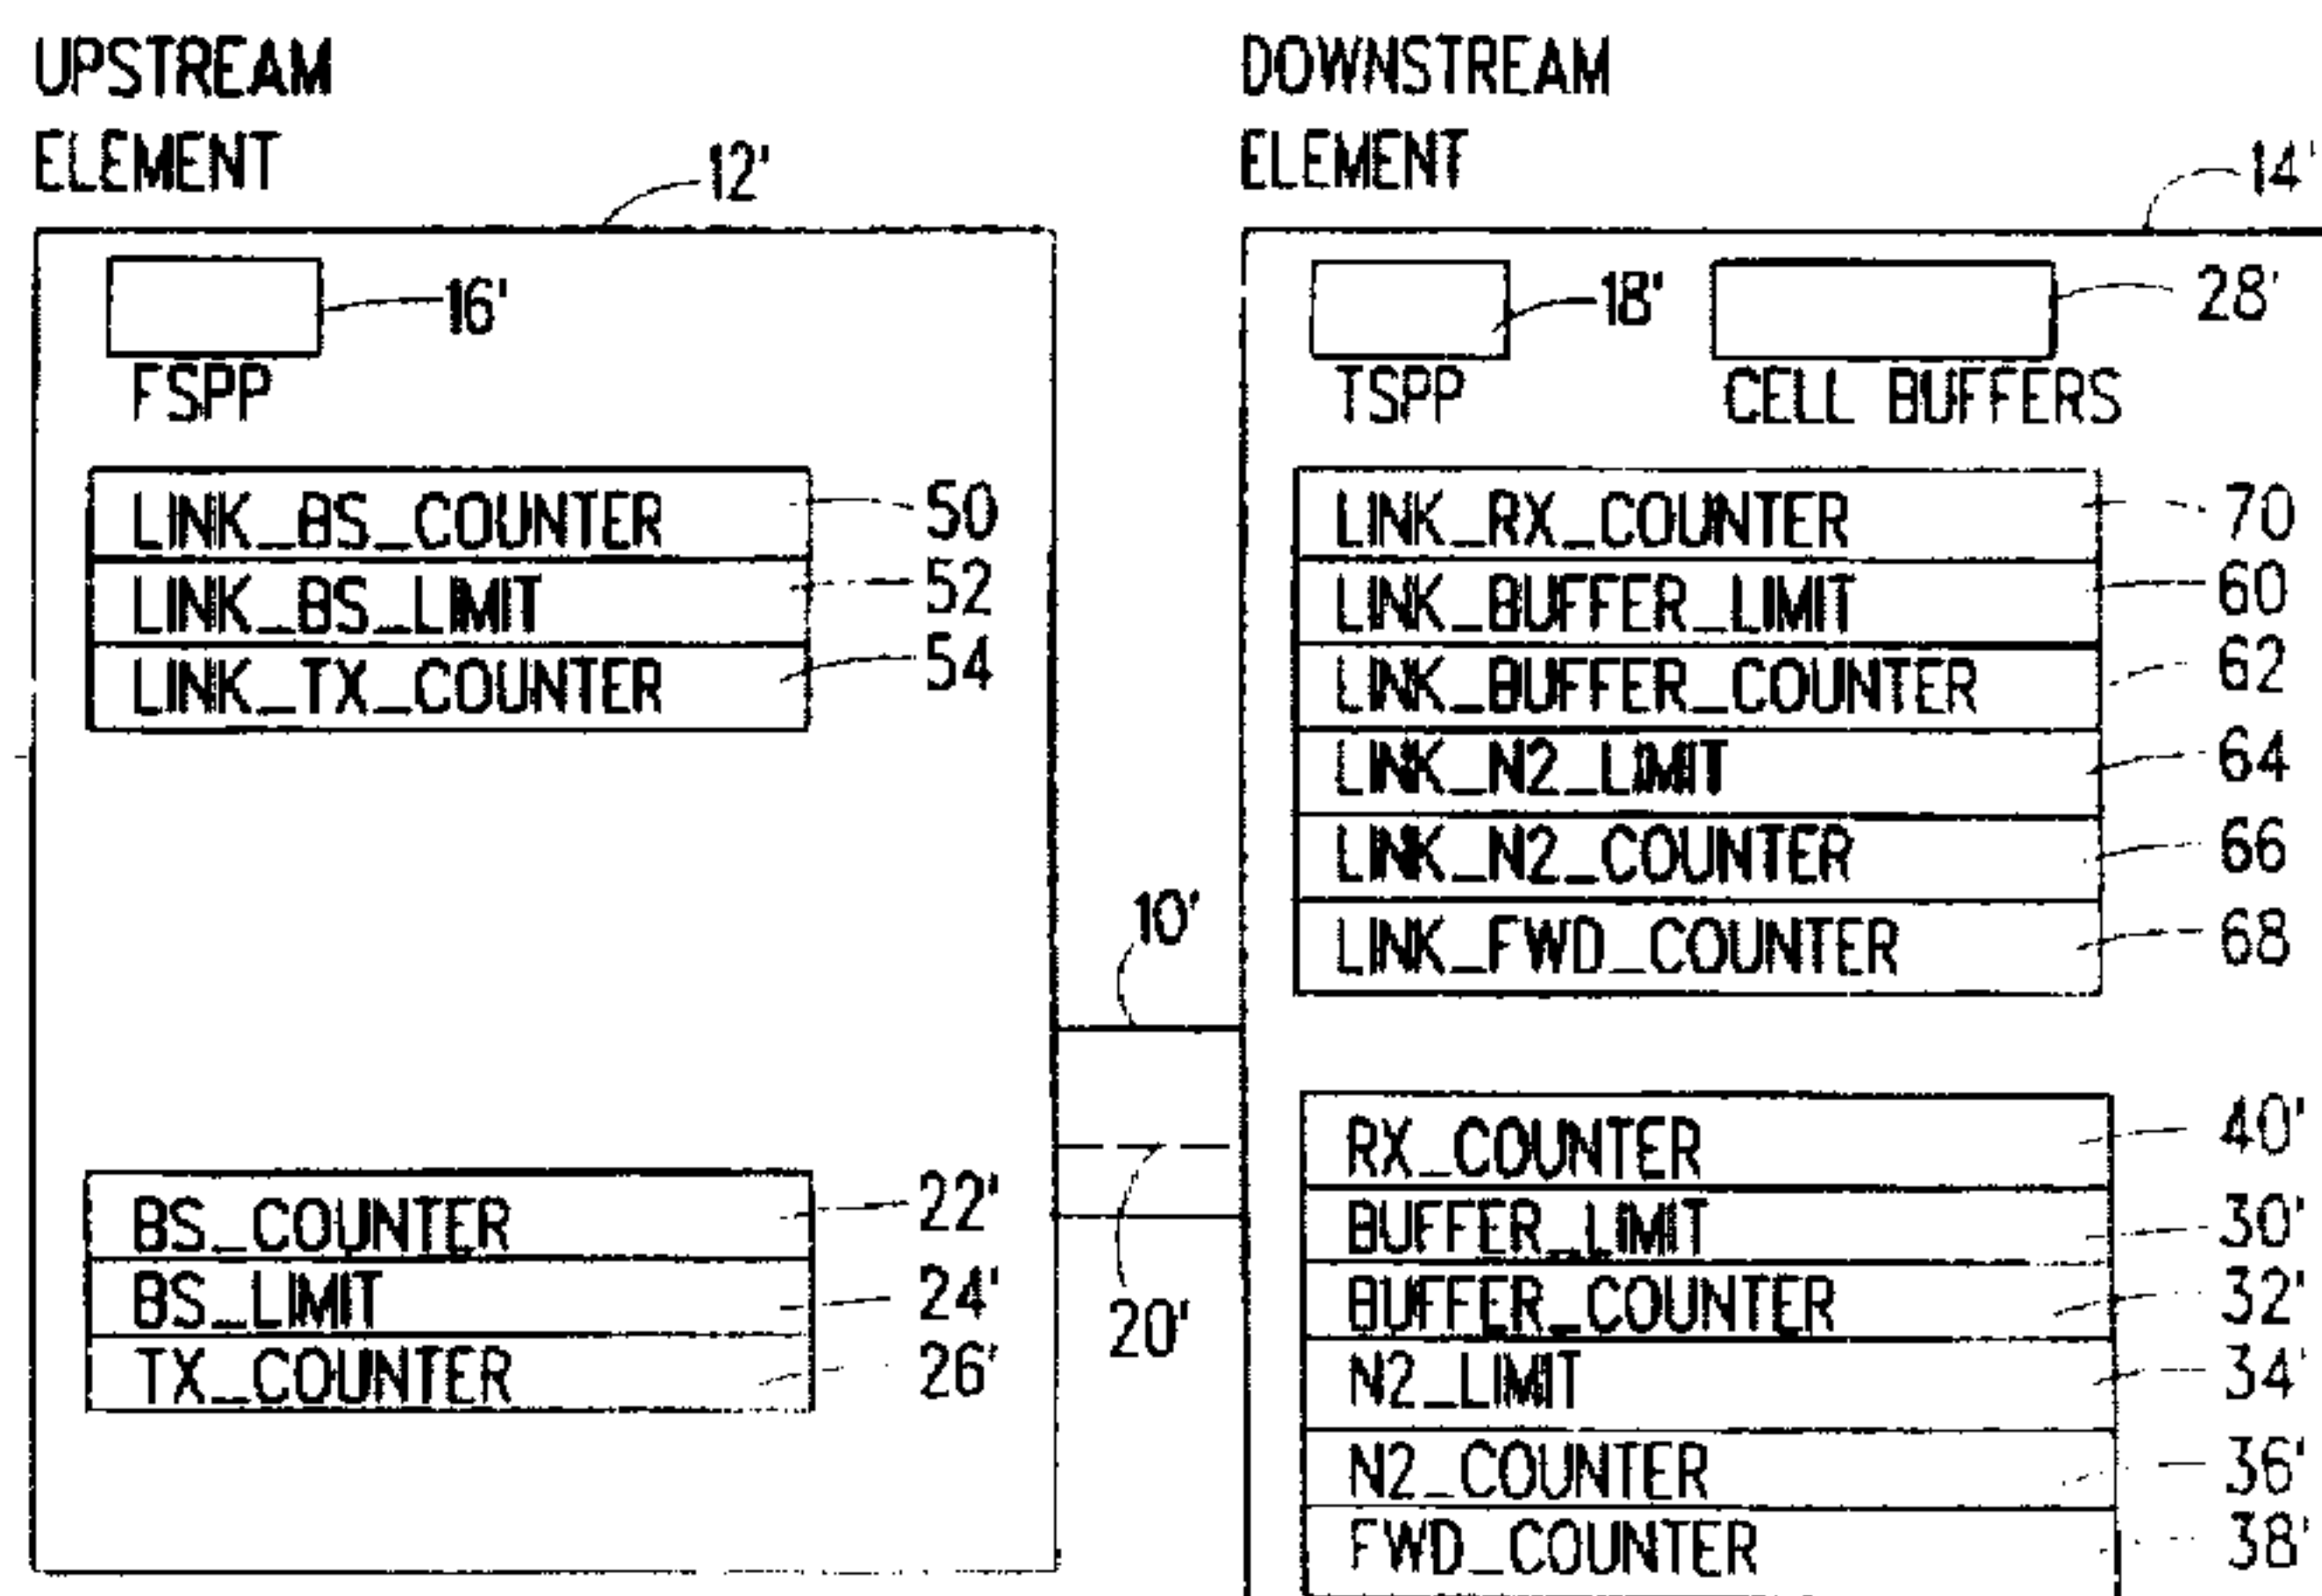 UPSTREAM
ELEMENT
12'
16'
FSPP
LINK_BS_COUNTER 50
LINK_BS_LIMIT 52
LINK_TX_COUNTER 54
BS_COUNTER 22'
BS_LIMIT 24'
TX_COUNTER 26'
10'
20'
DOWNSTREAM
ELEMENT
14'
18'
28'
TSPP
CELL BUFFERS
LINK_RX_COUNTER 70
LINK_BUFFER_LIMIT 60
LINK_BUFFER_COUNTER 62
LINK_N2_LIMIT 64
LINK_N2_COUNTER 66
LINK_FWD_COUNTER 68
RX_COUNTER 40'
BUFFER_LIMIT 30'
BUFFER_COUNTER 32'
N2_LIMIT 34'
N2_COUNTER 36'
FWD_COUNTER 38'